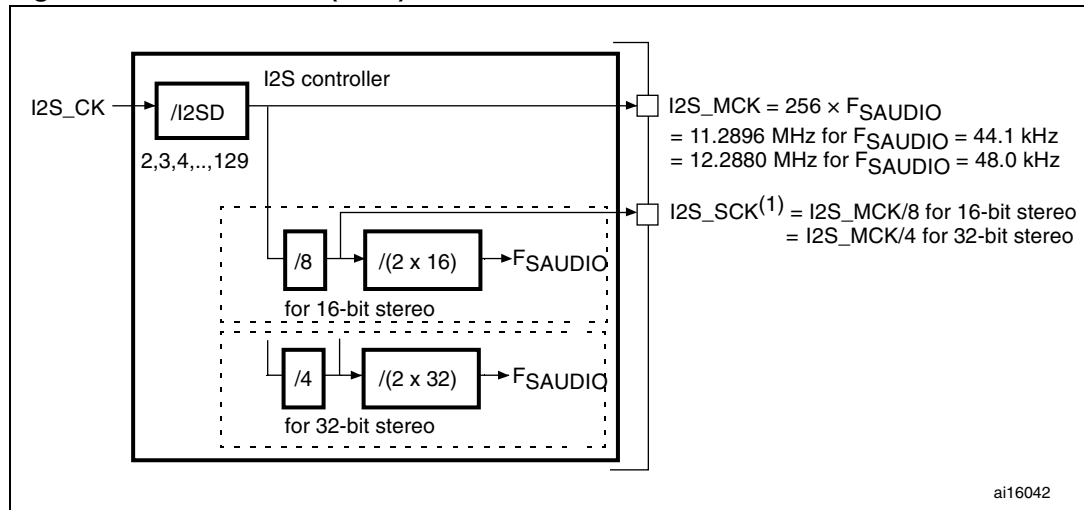 I2S controller
I2S_CK
/I2SD
2,3,4,..,129
I2S_MCK = 256 × FSAUDIO
= 11.2896 MHz for FSAUDIO = 44.1 kHz
= 12.2880 MHz for FSAUDIO = 48.0 kHz
I2S_SCK(1) = I2S_MCK/8 for 16-bit stereo
= I2S_MCK/4 for 32-bit stereo
/8
/(2 x 16)
FSAUDIO
for 16-bit stereo
/4
/(2 x 32)
FSAUDIO
for 32-bit stereo
ai16042